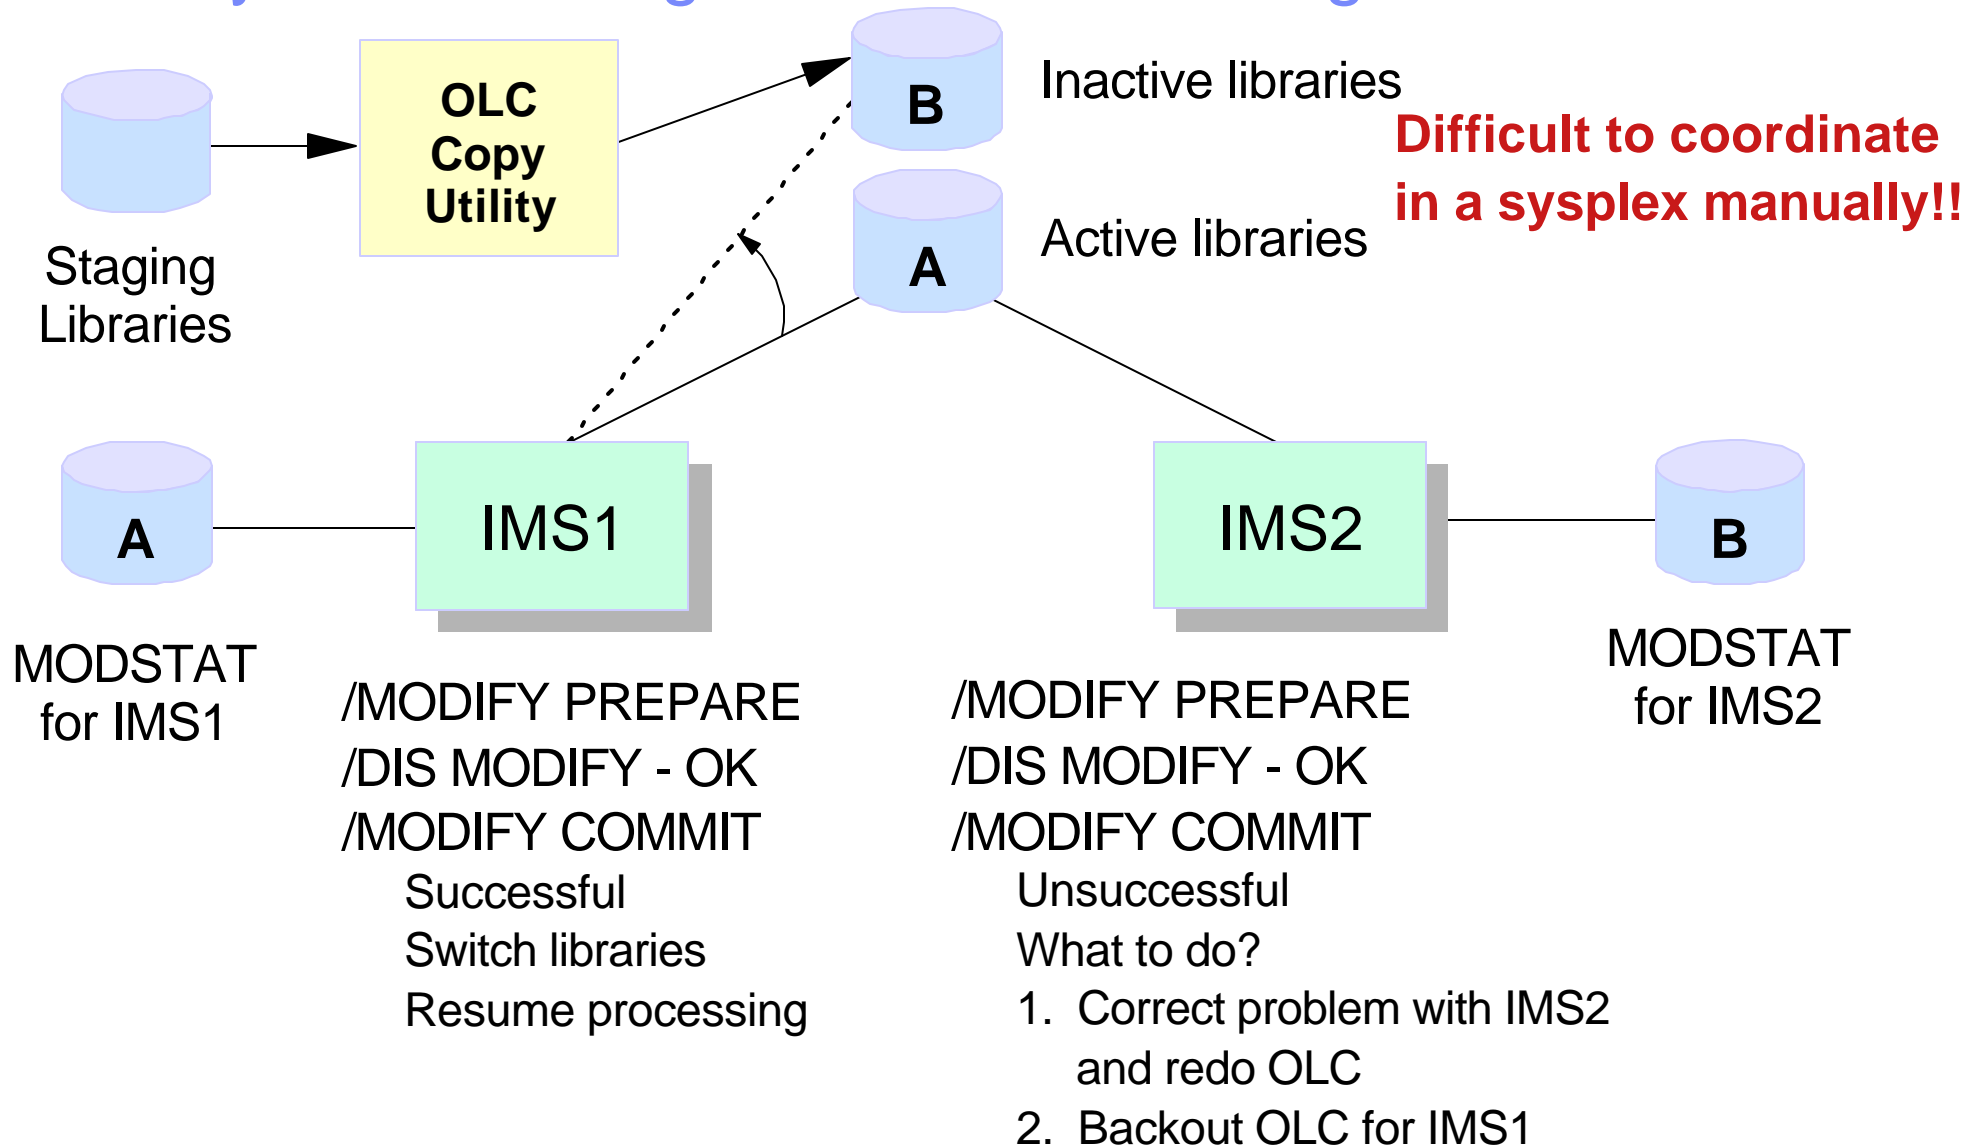 OLC
Copy
Utility
B
Inactive libraries
Difficult to coordinate
in a sysplex manually!!
A
Active libraries
Staging
Libraries
A
IMS1
IMS2
B
MODSTAT
for IMS1
/MODIFY PREPARE
/DIS MODIFY - OK
/MODIFY COMMIT
Successful
Switch libraries
Resume processing
/MODIFY PREPARE
/DIS MODIFY - OK
/MODIFY COMMIT
Unsuccessful
What to do?
1. Correct problem with IMS2
and redo OLC
2. Backout OLC for IMS1
MODSTAT
for IMS2